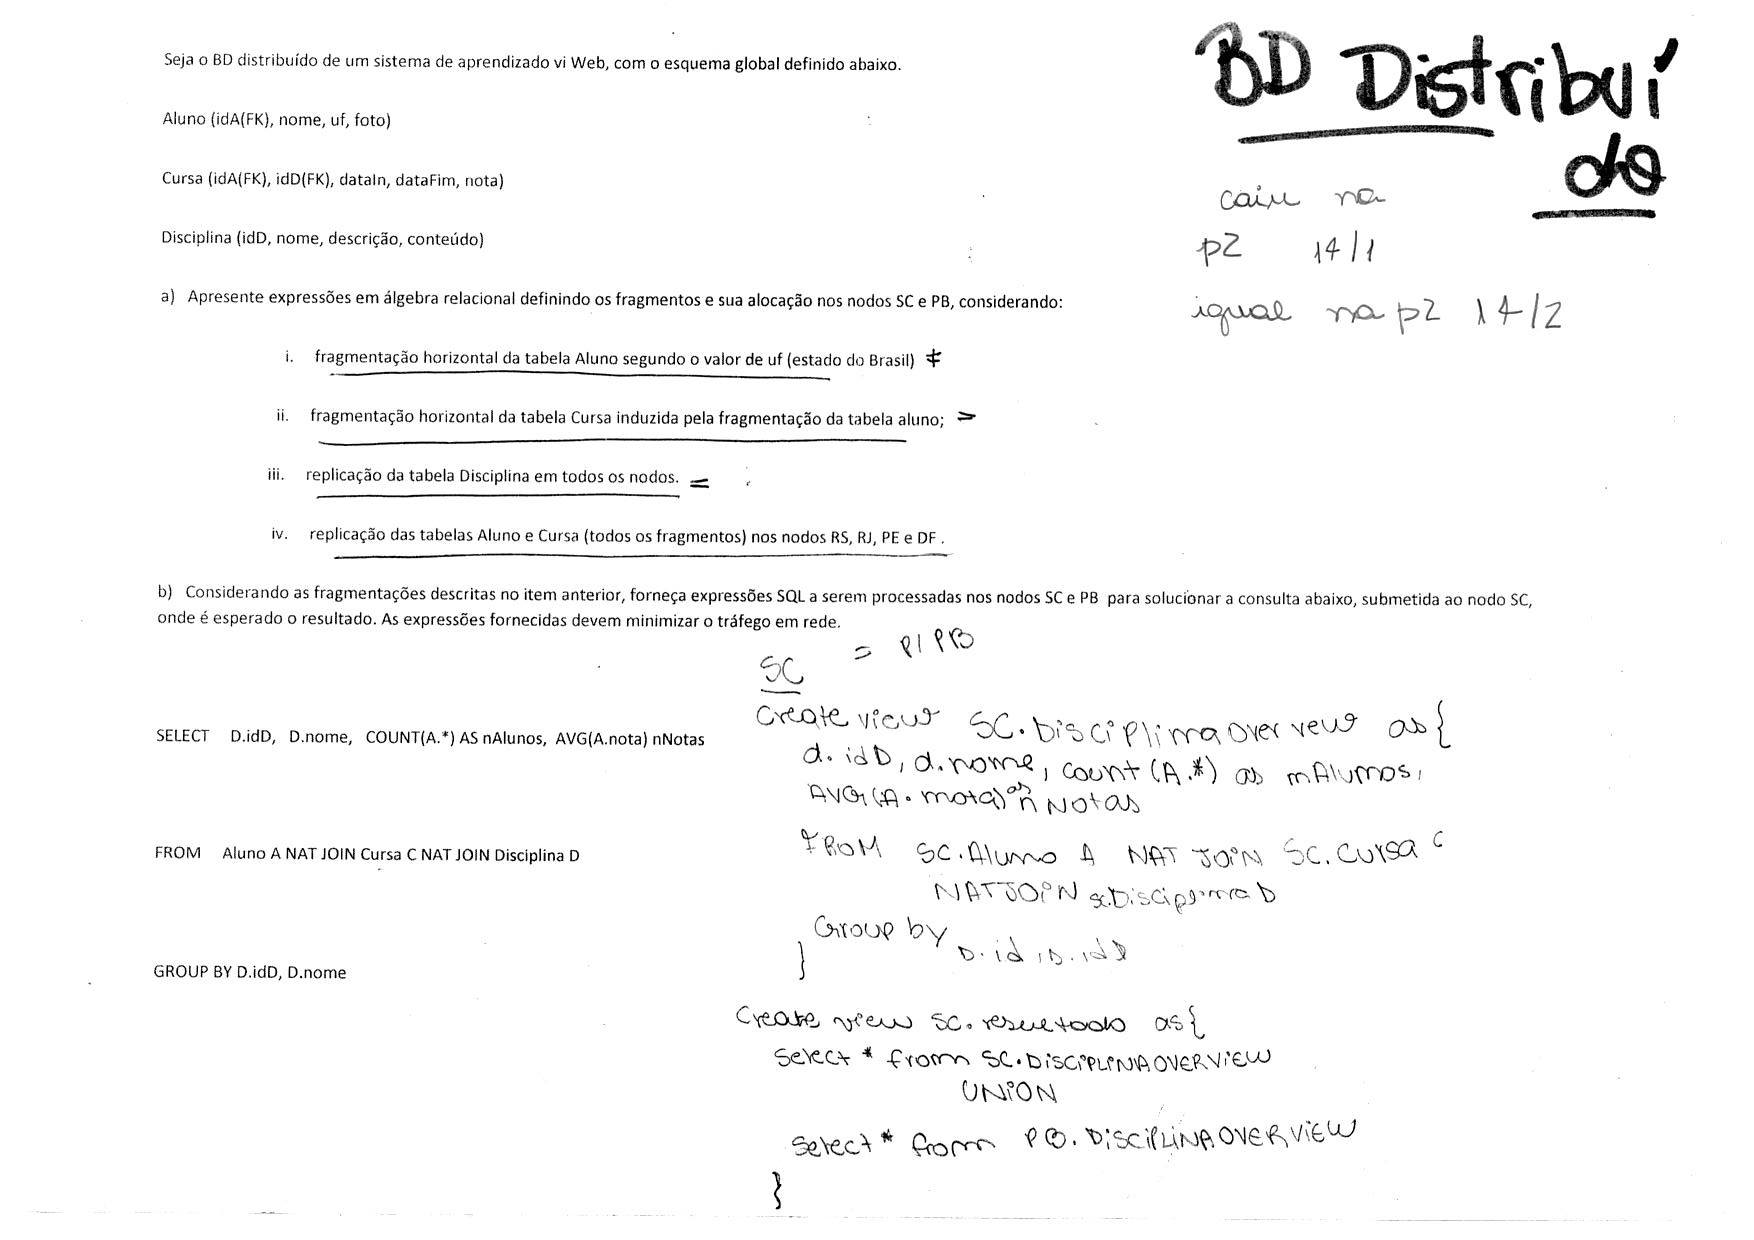 BD Distribuí
do
caiu na
p2 14/1
igual na p2 14/2
Seja o BD distribuído de um sistema de aprendizado vi Web, com o esquema global definido abaixo.
Aluno (idA(FK), nome, uf, foto)
Cursa (idA(FK), idD(FK), dataIn, dataFim, nota)
Disciplina (idD, nome, descrição, conteúdo)
a) Apresente expressões em álgebra relacional definindo os fragmentos e sua alocação nos nodos SC e PB, considerando:
i. fragmentação horizontal da tabela Aluno segundo o valor de uf (estado do Brasil)
ii. fragmentação horizontal da tabela Cursa induzida pela fragmentação da tabela aluno;
iii. replicação da tabela Disciplina em todos os nodos.
iv. replicação das tabelas Aluno e Cursa (todos os fragmentos) nos nodos RS, RJ, PE e DF .
b) Considerando as fragmentações descritas no item anterior, forneça expressões SQL a serem processadas nos nodos SC e PB para solucionar a consulta abaixo, submetida ao nodo SC,
onde é esperado o resultado. As expressões fornecidas devem minimizar o tráfego em rede.
SELECT D.idD, D.nome, COUNT(A.*) AS nAlunos, AVG(A.nota) nNotas
FROM Aluno A NAT JOIN Cursa C NAT JOIN Disciplina D
GROUP BY D.idD, D.nome
SC = p/ PB
Create view SC.Disciplina over view as {
d.idD, d.nome, count (A.*) as nAlunos,
AVG(A.nota) as nNotas
FROM SC.Aluno A NAT JOIN SC.Cursa C
NAT JOIN sc.Disciplina D
Group by D.id, D.idD
}
Create view SC.resultado as {
Select * from SC.DISCIPLINAOVERVIEW
UNION
Select * from PB.DISCIPLINAOVERVIEW
}